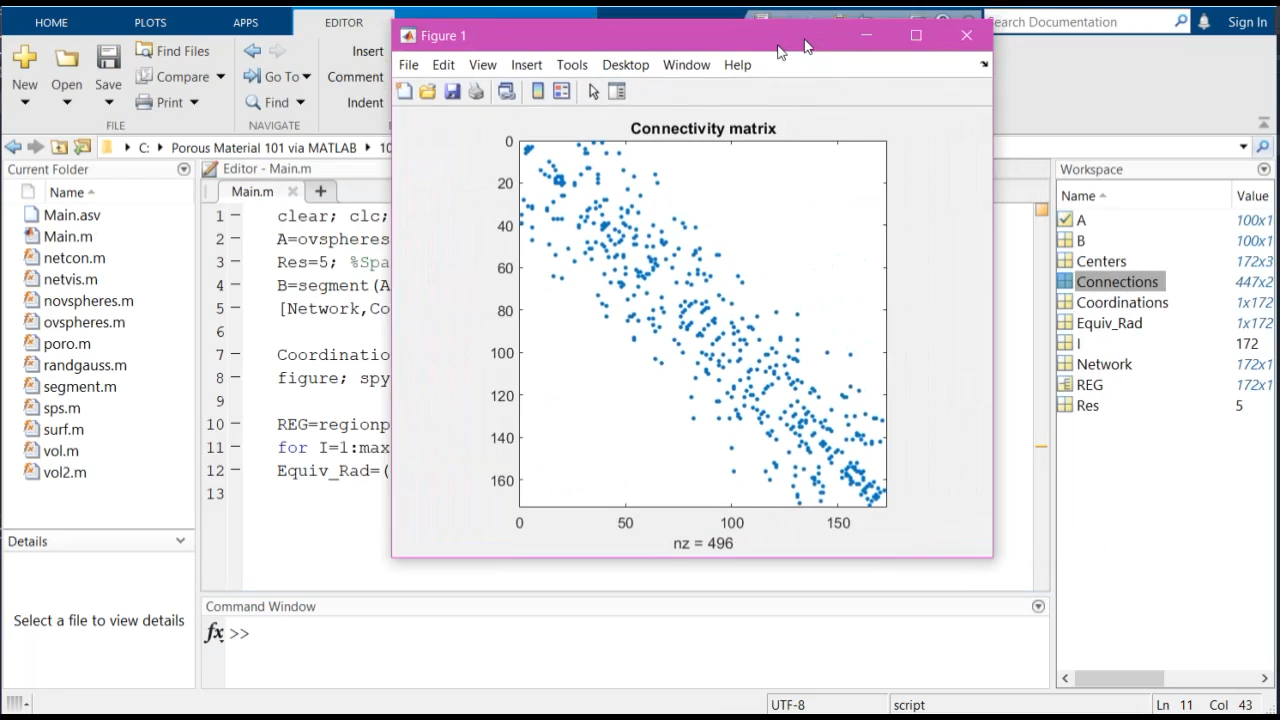 HOME PLOTS APPS EDITOR Search Documentation Sign In
Figure 1
File Edit View Insert Tools Desktop Window Help
New Open Save
Find Files
Compare
Print
FILE
Go To
Find
NAVIGATE
Insert
Comment
Indent
C: Porous Material 101 via MATLAB
Current Folder
Name
Main.asv
Main.m
netcon.m
netvis.m
novspheres.m
ovspheres.m
poro.m
randgauss.m
segment.m
sps.m
surf.m
vol.m
vol2.m
Details
Select a file to view details
Editor - Main.m
Main.m
1 clear; clc;
2 A=ovspheres
3 Res=5; %Spa
4 B=segment(A
5 [Network,Co
6
7 Coordinatio
8 figure; spy
9
10 REG=regionp
11 for I=1:max
12 Equiv_Rad=(
13
Connectivity matrix
0
20
40
60
80
100
120
140
160
0 50 100 150
nz = 496
Command Window
fx >>
Workspace
Name Value
A 100x1
B 100x1
Centers 172x3
Connections 447x2
Coordinations 1x172
Equiv_Rad 1x172
I 172
Network 172x1
REG 172x1
Res 5
UTF-8 script Ln 11 Col 43